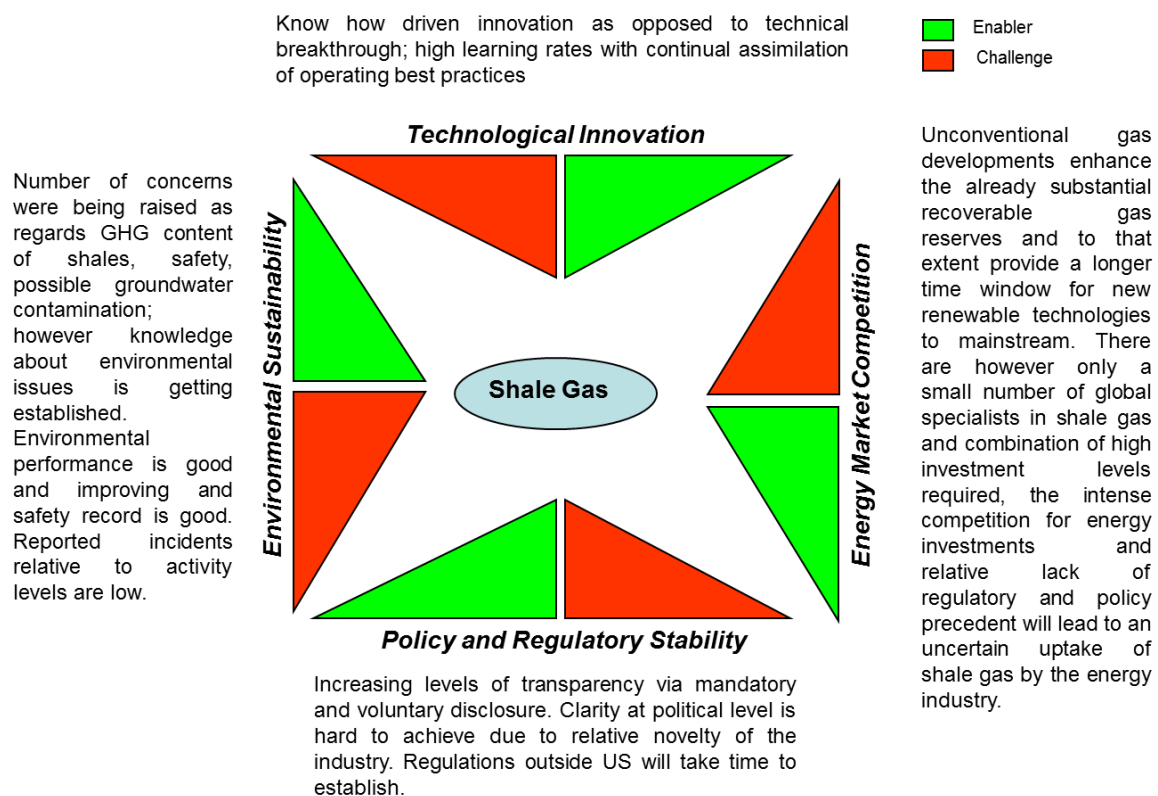 Know how driven innovation as opposed to technical
breakthrough; high learning rates with continual assimilation
of operating best practices
Enabler
Challenge
Technological Innovation
Number of concerns
were being raised as
regards GHG content
of shales, safety,
possible groundwater
contamination;
however knowledge
about environmental
issues is getting
established.
Environmental
performance is good
and improving and
safety record is good.
Reported incidents
relative to activity
levels are low.
Environmental Sustainability
Shale Gas
Energy Market Competition
Unconventional gas
developments enhance
the already substantial
recoverable gas
reserves and to that
extent provide a longer
time window for new
renewable technologies
to mainstream. There
are however only a
small number of global
specialists in shale gas
and combination of high
investment levels
required, the intense
competition for energy
investments and
relative lack of
regulatory and policy
precedent will lead to an
uncertain uptake of
shale gas by the energy
industry.
Policy and Regulatory Stability
Increasing levels of transparency via mandatory
and voluntary disclosure. Clarity at political level is
hard to achieve due to relative novelty of the
industry. Regulations outside US will take time to
establish.